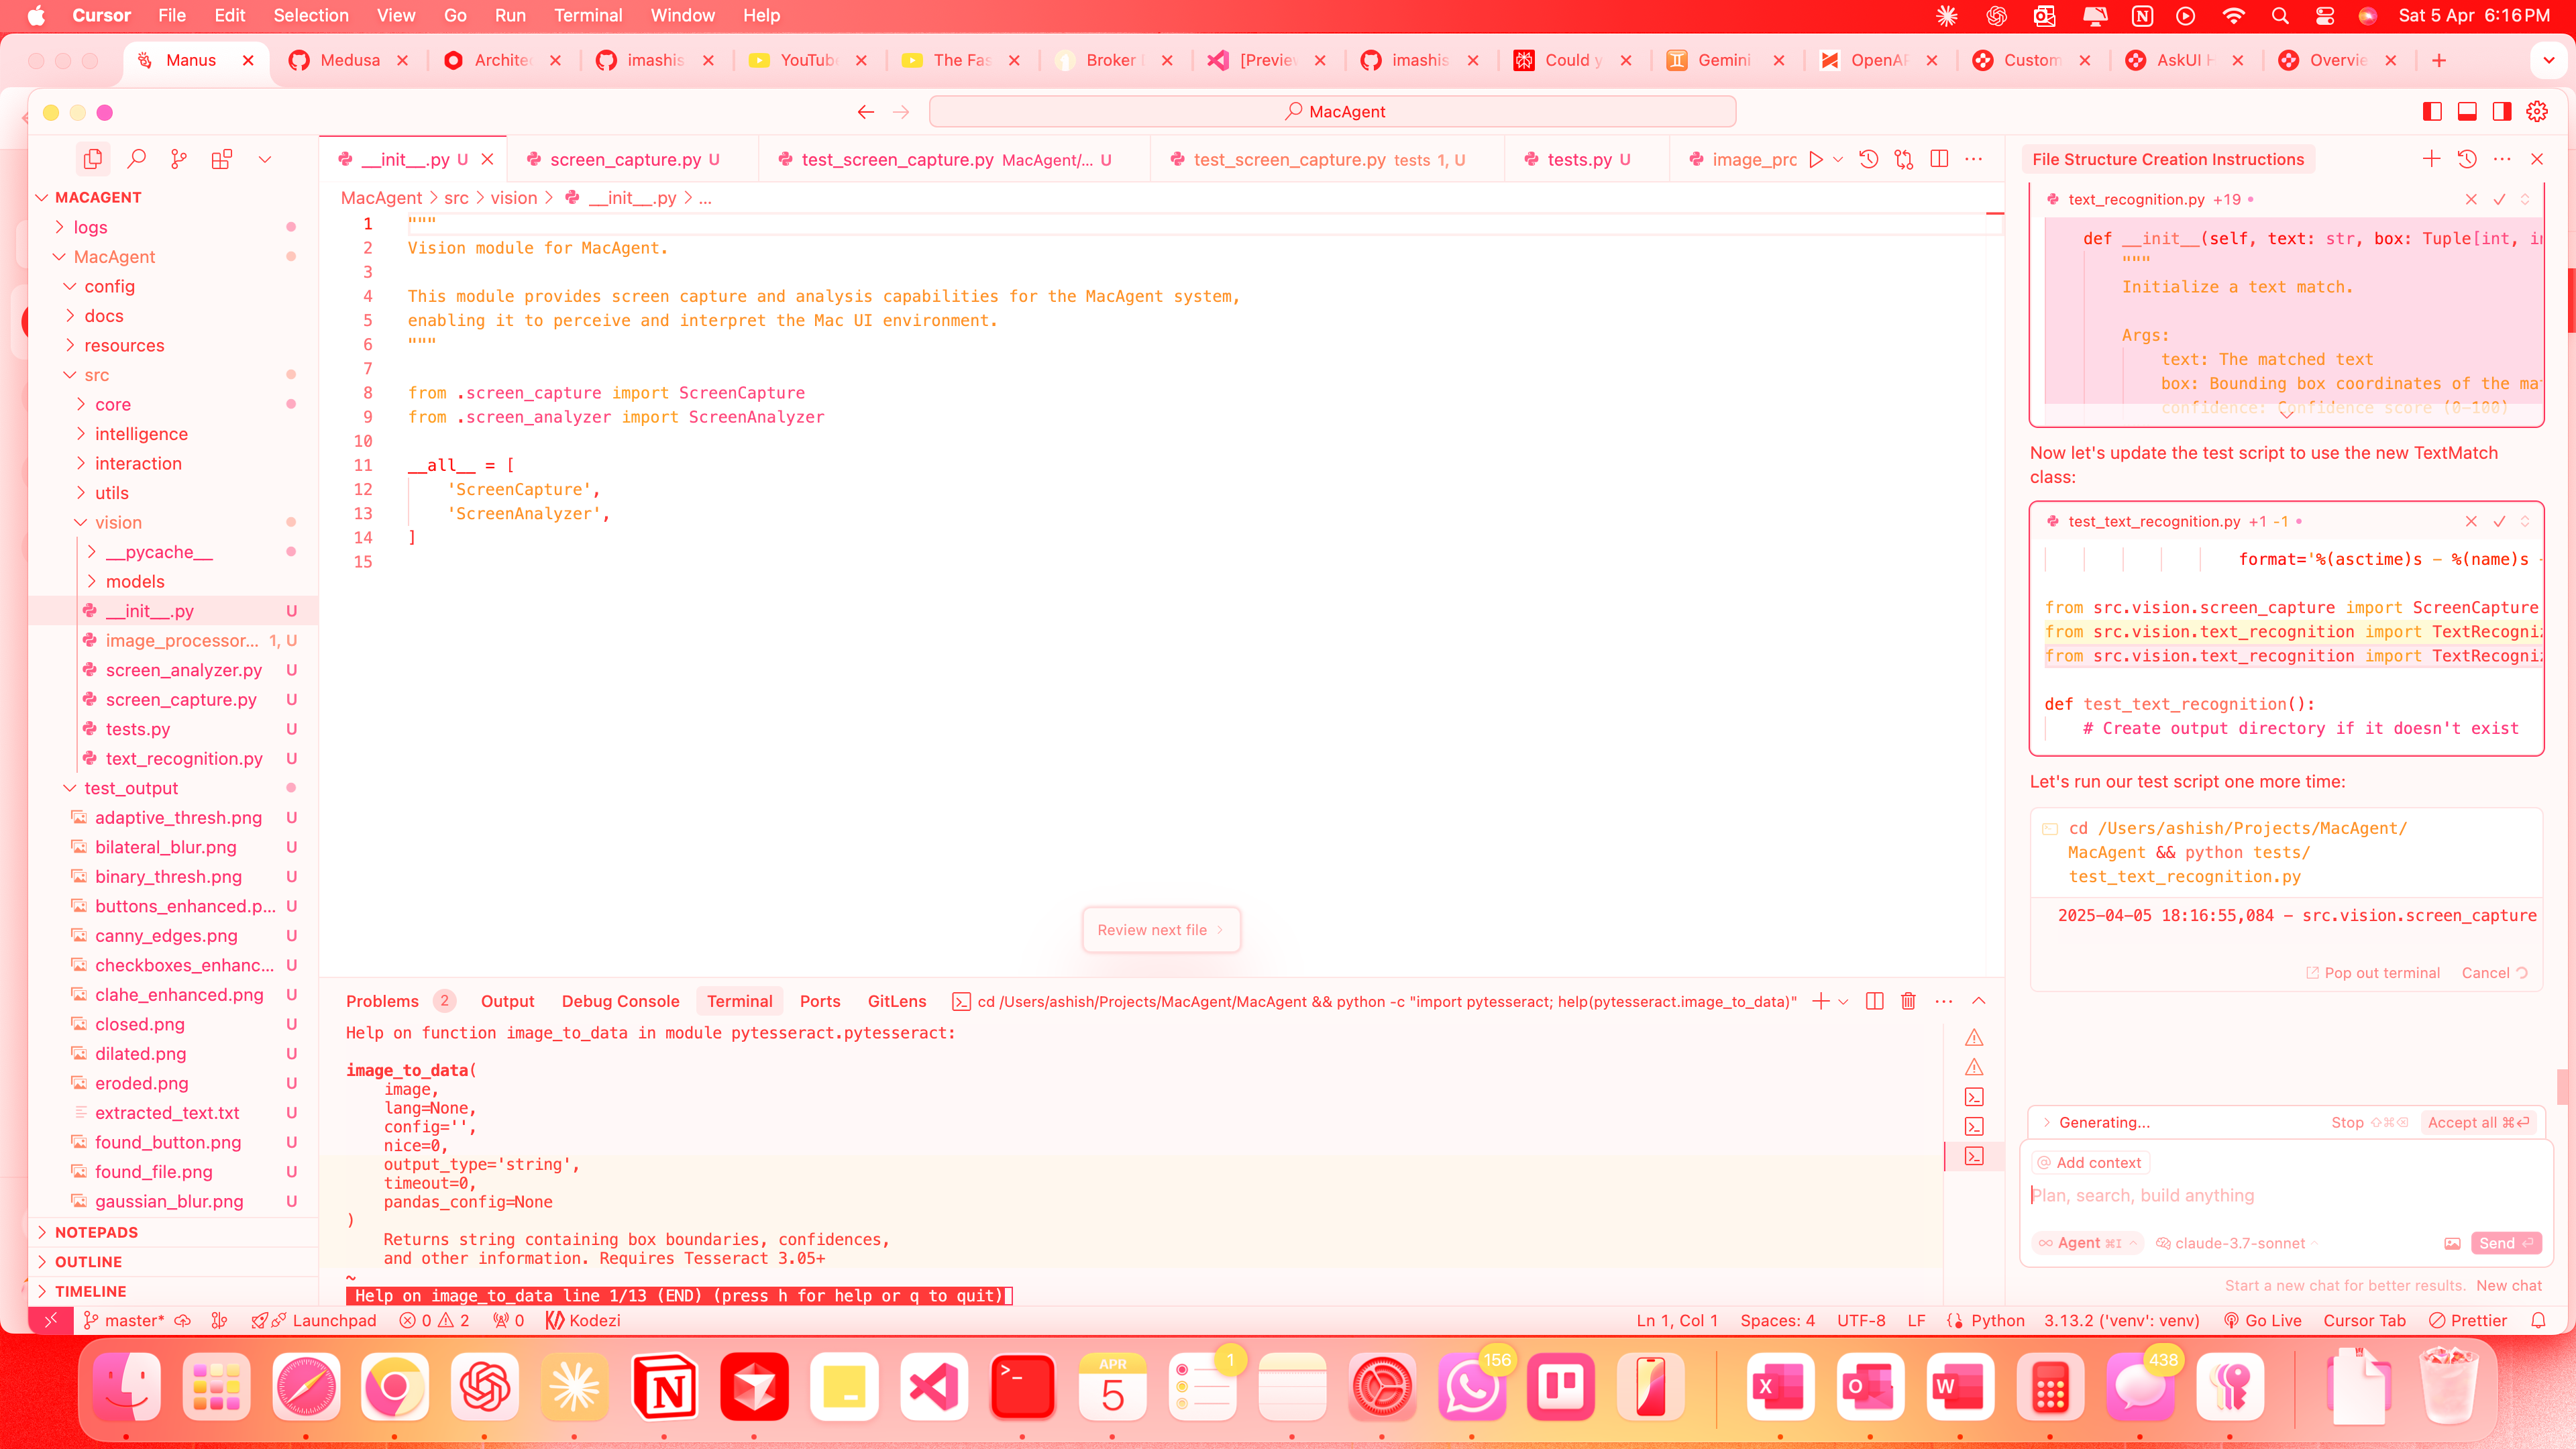 Cursor File Edit Selection View Go Run Terminal Window Help Sat 5 Apr 6:16 PM
Manus Medusa Archite imashis YouTub The Fas Broker [Previe imashis Could y Gemini OpenAP Custom AskUI H Overvie
MacAgent
__init__.py U screen_capture.py U test_screen_capture.py MacAgent/... U test_screen_capture.py tests 1, U tests.py U image_prc
MacAgent > src > vision > __init__.py > ...
MACAGENT
logs
MacAgent
config
docs
resources
src
core
intelligence
interaction
utils
vision
__pycache__
models
__init__.py U
image_processor... 1, U
screen_analyzer.py U
screen_capture.py U
tests.py U
text_recognition.py U
test_output
adaptive_thresh.png U
bilateral_blur.png U
binary_thresh.png U
buttons_enhanced.p... U
canny_edges.png U
checkboxes_enhanc... U
clahe_enhanced.png U
closed.png U
dilated.png U
eroded.png U
extracted_text.txt U
found_button.png U
found_file.png U
gaussian_blur.png U
NOTEPADS
OUTLINE
TIMELINE
1 """
2 Vision module for MacAgent.
3
4 This module provides screen capture and analysis capabilities for the MacAgent system,
5 enabling it to perceive and interpret the Mac UI environment.
6 """
7
8 from .screen_capture import ScreenCapture
9 from .screen_analyzer import ScreenAnalyzer
10
11 __all__ = [
12 'ScreenCapture',
13 'ScreenAnalyzer',
14 ]
15
Review next file >
Problems 2 Output Debug Console Terminal Ports GitLens cd /Users/ashish/Projects/MacAgent/MacAgent && python -c "import pytesseract; help(pytesseract.image_to_data)"
Help on function image_to_data in module pytesseract.pytesseract:
image_to_data(
image,
lang=None,
config='',
nice=0,
output_type='string',
timeout=0,
pandas_config=None
)
Returns string containing box boundaries, confidences,
and other information. Requires Tesseract 3.05+
~
Help on image_to_data line 1/13 (END) (press h for help or q to quit)
File Structure Creation Instructions
text_recognition.py +19
def __init__(self, text: str, box: Tuple[int, in
"""
Initialize a text match.
Args:
text: The matched text
box: Bounding box coordinates of the mat
confidence: Confidence score (0-100)
Now let's update the test script to use the new TextMatch
class:
test_text_recognition.py +1 -1
format='%(asctime)s - %(name)s -
from src.vision.screen_capture import ScreenCapture
from src.vision.text_recognition import TextRecogni
from src.vision.text_recognition import TextRecogni
def test_text_recognition():
# Create output directory if it doesn't exist
Let's run our test script one more time:
cd /Users/ashish/Projects/MacAgent/
MacAgent && python tests/
test_text_recognition.py
2025-04-05 18:16:55,084 - src.vision.screen_capture
Pop out terminal Cancel
Generating... Stop ⇧⌘⌫ Accept all ⌘⏎
@ Add context
Plan, search, build anything
∞ Agent ⌘I claude-3.7-sonnet Send ⏎
Start a new chat for better results. New chat
master* Launchpad 0 2 0 Kodezi Ln 1, Col 1 Spaces: 4 UTF-8 LF Python 3.13.2 ('venv': venv) Go Live Cursor Tab Prettier
APR
5
1
156
438